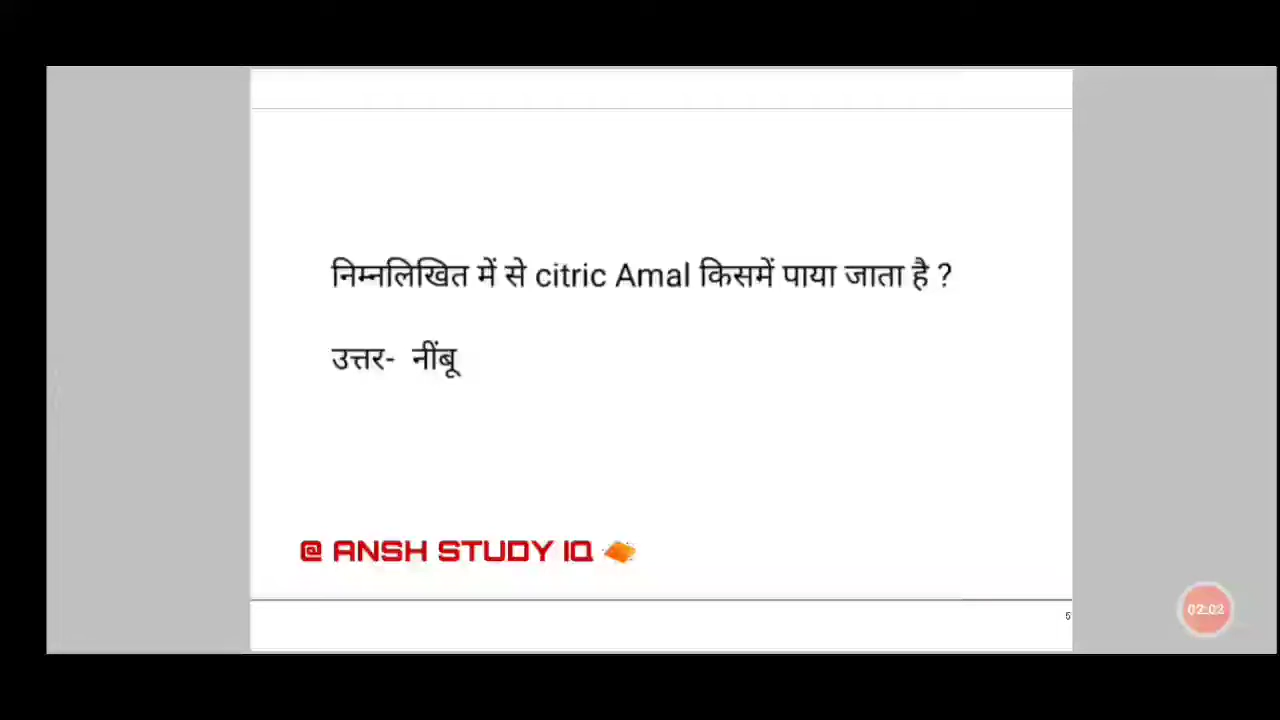 निम्नलिखित में से citric Amal किसमें पाया जाता है ?
उत्तर- नींबू
@ ANSH STUDY IQ
5
02:02